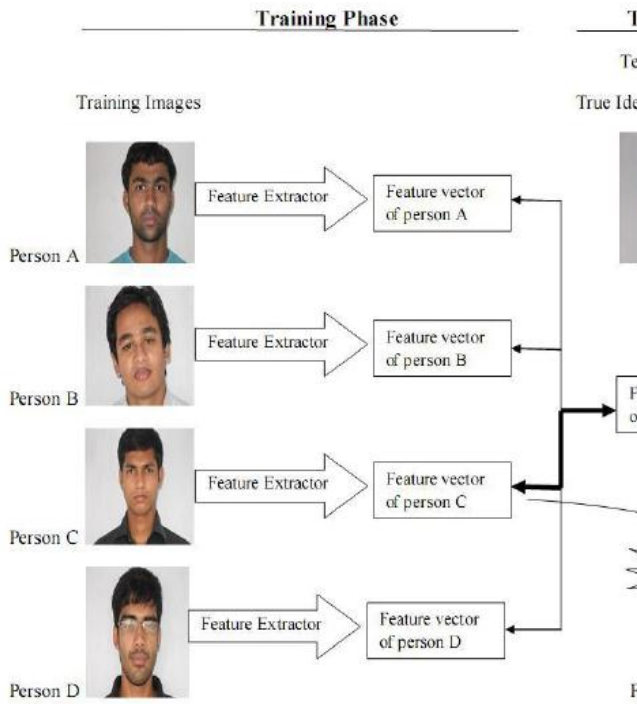 Training Phase
Training Images
Person A
Feature Extractor
Feature vector
of person A
Person B
Feature Extractor
Feature vector
of person B
Person C
Feature Extractor
Feature vector
of person C
Person D
Feature Extractor
Feature vector
of person D
True